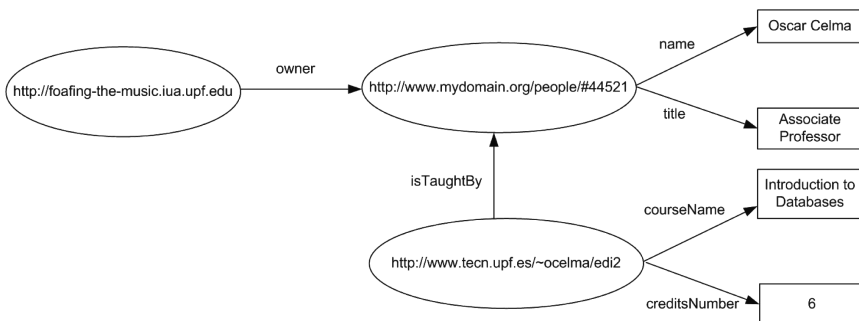 Oscar Celma
name
owner
http://foafing-the-music.iua.upf.edu
http://www.mydomain.org/people/#44521
title
Associate
Professor
isTaughtBy
Introduction to
Databases
courseName
http://www.tecn.upf.es/~ocelma/edi2
creditsNumber
6